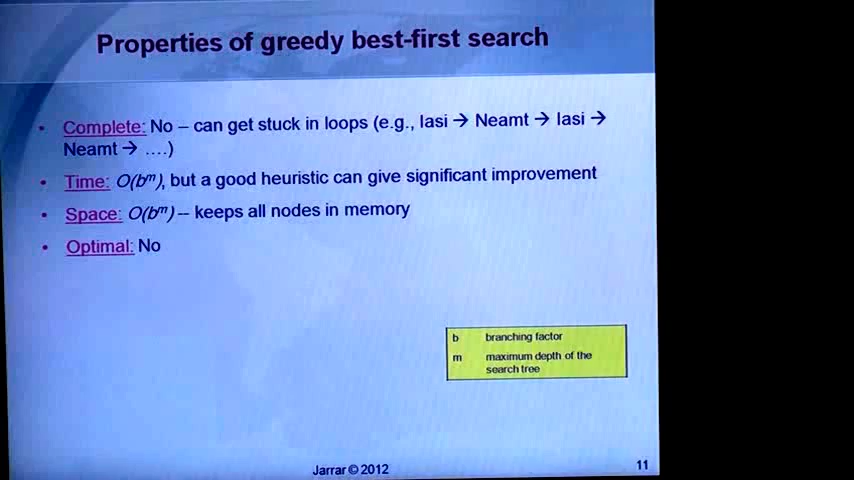 Properties of greedy best-first search
• Complete: No – can get stuck in loops (e.g., Iasi → Neamt → Iasi →
Neamt → ....)
• Time: O(bᵐ), but a good heuristic can give significant improvement
• Space: O(bᵐ) -- keeps all nodes in memory
• Optimal: No
b branching factor
m maximum depth of the
search tree
Jarrar © 2012
11